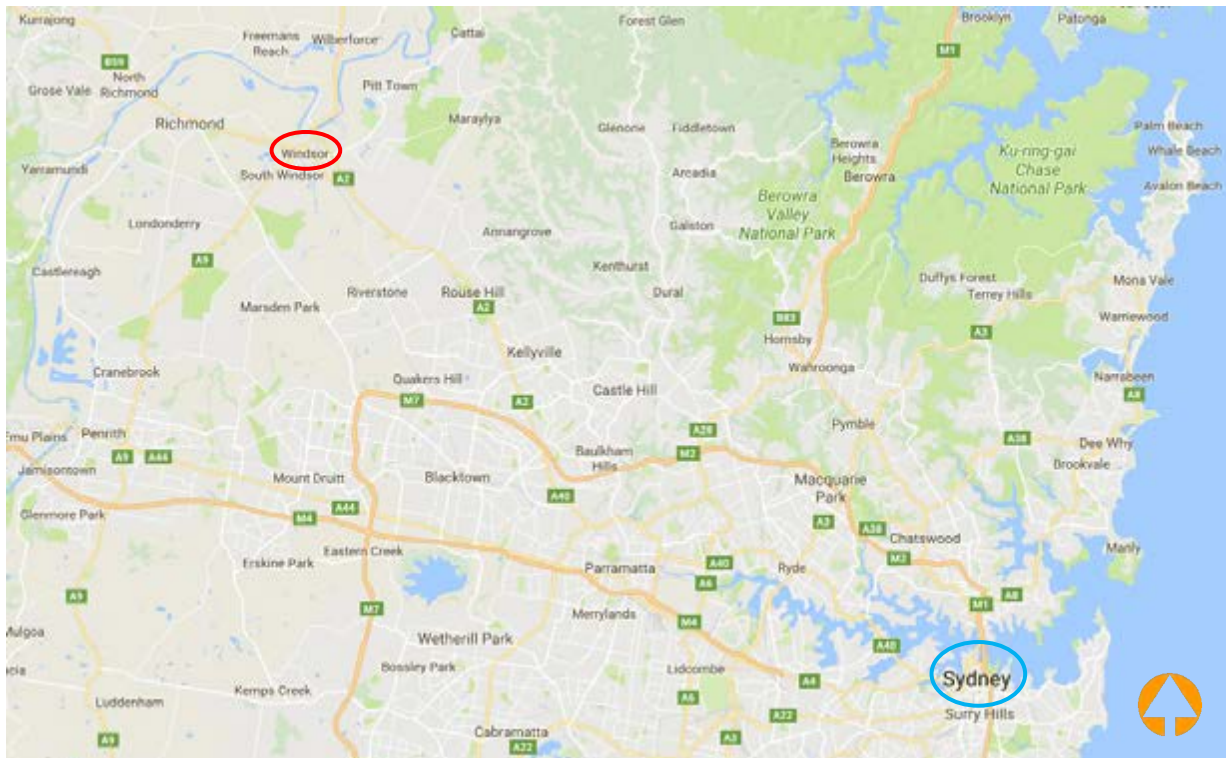 Kurrajong
Forest Glen
Brooklyn
Patonga
Freemans
Reach
Wilberforce
Cattai
M1
B59
North
Richmond
Grose Vale
Pitt Town
Richmond
Maraylya
Glenorie
Fiddletown
Palm Beach
Windsor
Berowra
Heights
Ku-ring-gai
Chase
National Park
Whale Beach
Yarramundi
South Windsor
A2
Arcadia
Berowra
Avalon Beach
Berowra
Valley
National Park
Londonderry
Annangrove
Galston
Castlereagh
A9
Kenthurst
Duffys Forest
Mona Vale
Marsden Park
Riverstone
Rouse Hill
A2
Dural
Terrey Hills
B83
Warriewood
Hornsby
A3
Kellyville
Wahroonga
Cranebrook
Quakers Hill
Castle Hill
Narrabeen
M7
A2
A8
Emu Plains
Penrith
A28
Pymble
A38
Dee Why
A9
A44
Baulkham
Hills
M2
Brookvale
Jamisontown
Mount Druitt
Blacktown
Macquarie
Park
A40
Glenmore Park
A44
M4
A3
A38
Chatswood
Manly
Erskine Park
Eastern Creek
M2
Parramatta
A40
Ryde
A6
A9
M7
M1
A8
Merrylands
M4
Mulgoa
Wetherill Park
A40
Bossley Park
Lidcombe
A4
Sydney
Luddenham
Kemps Creek
A6
A22
Surry Hills
A9
Cabramatta
A22
A3